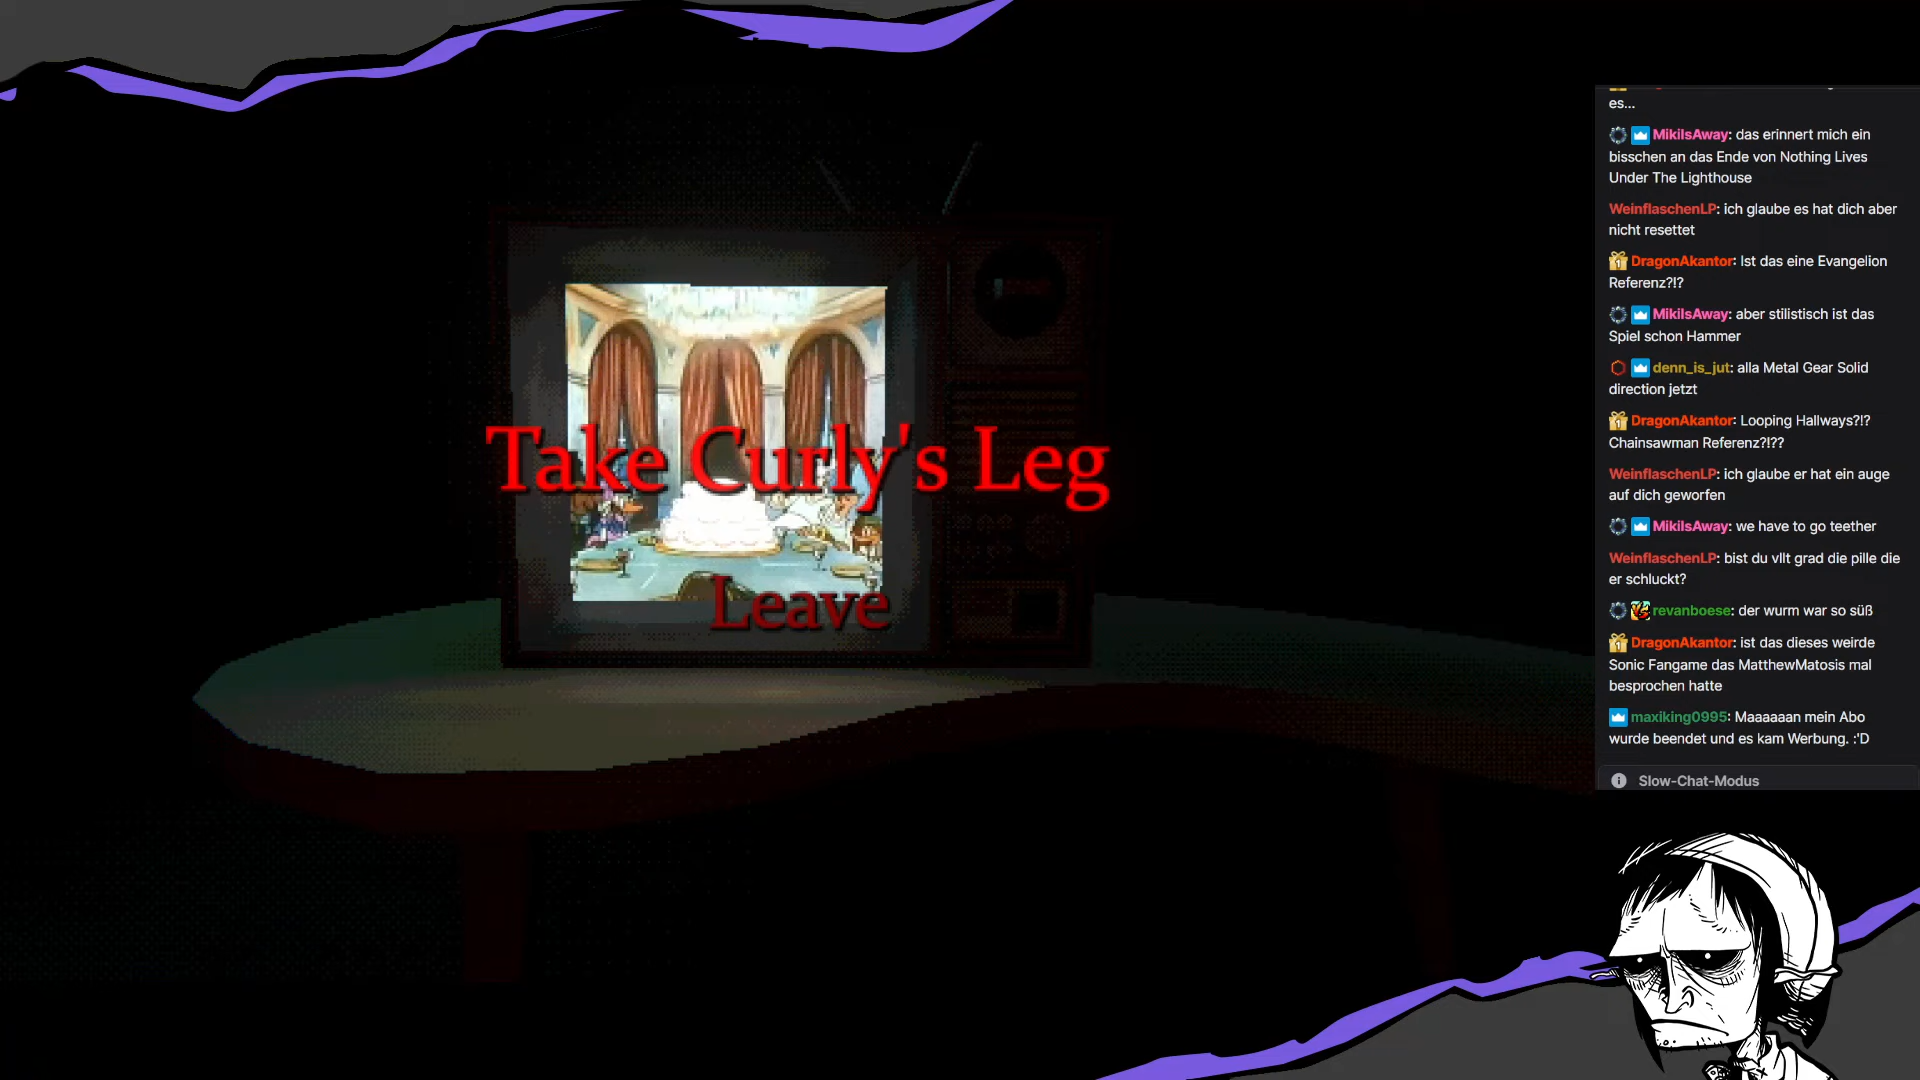 Take Curly's Leg
Leave
es...
MikilsAway: das erinnert mich ein
bisschen an das Ende von Nothing Lives
Under The Lighthouse
WeinflaschenLP: ich glaube es hat dich aber
nicht resettet
DragonAkantor: Ist das eine Evangelion
Referenz?!?
MikilsAway: aber stilistisch ist das
Spiel schon Hammer
denn_is_jut: alla Metal Gear Solid
direction jetzt
DragonAkantor: Looping Hallways?!?
Chainsawman Referenz?!??
WeinflaschenLP: ich glaube er hat ein auge
auf dich geworfen
MikilsAway: we have to go teether
WeinflaschenLP: bist du vllt grad die pille die
er schluckt?
revanboese: der wurm war so süß
DragonAkantor: ist das dieses weirde
Sonic Fangame das MatthewMatosis mal
besprochen hatte
maxiking0995: Maaaaaan mein Abo
wurde beendet und es kam Werbung. :'D
Slow-Chat-Modus